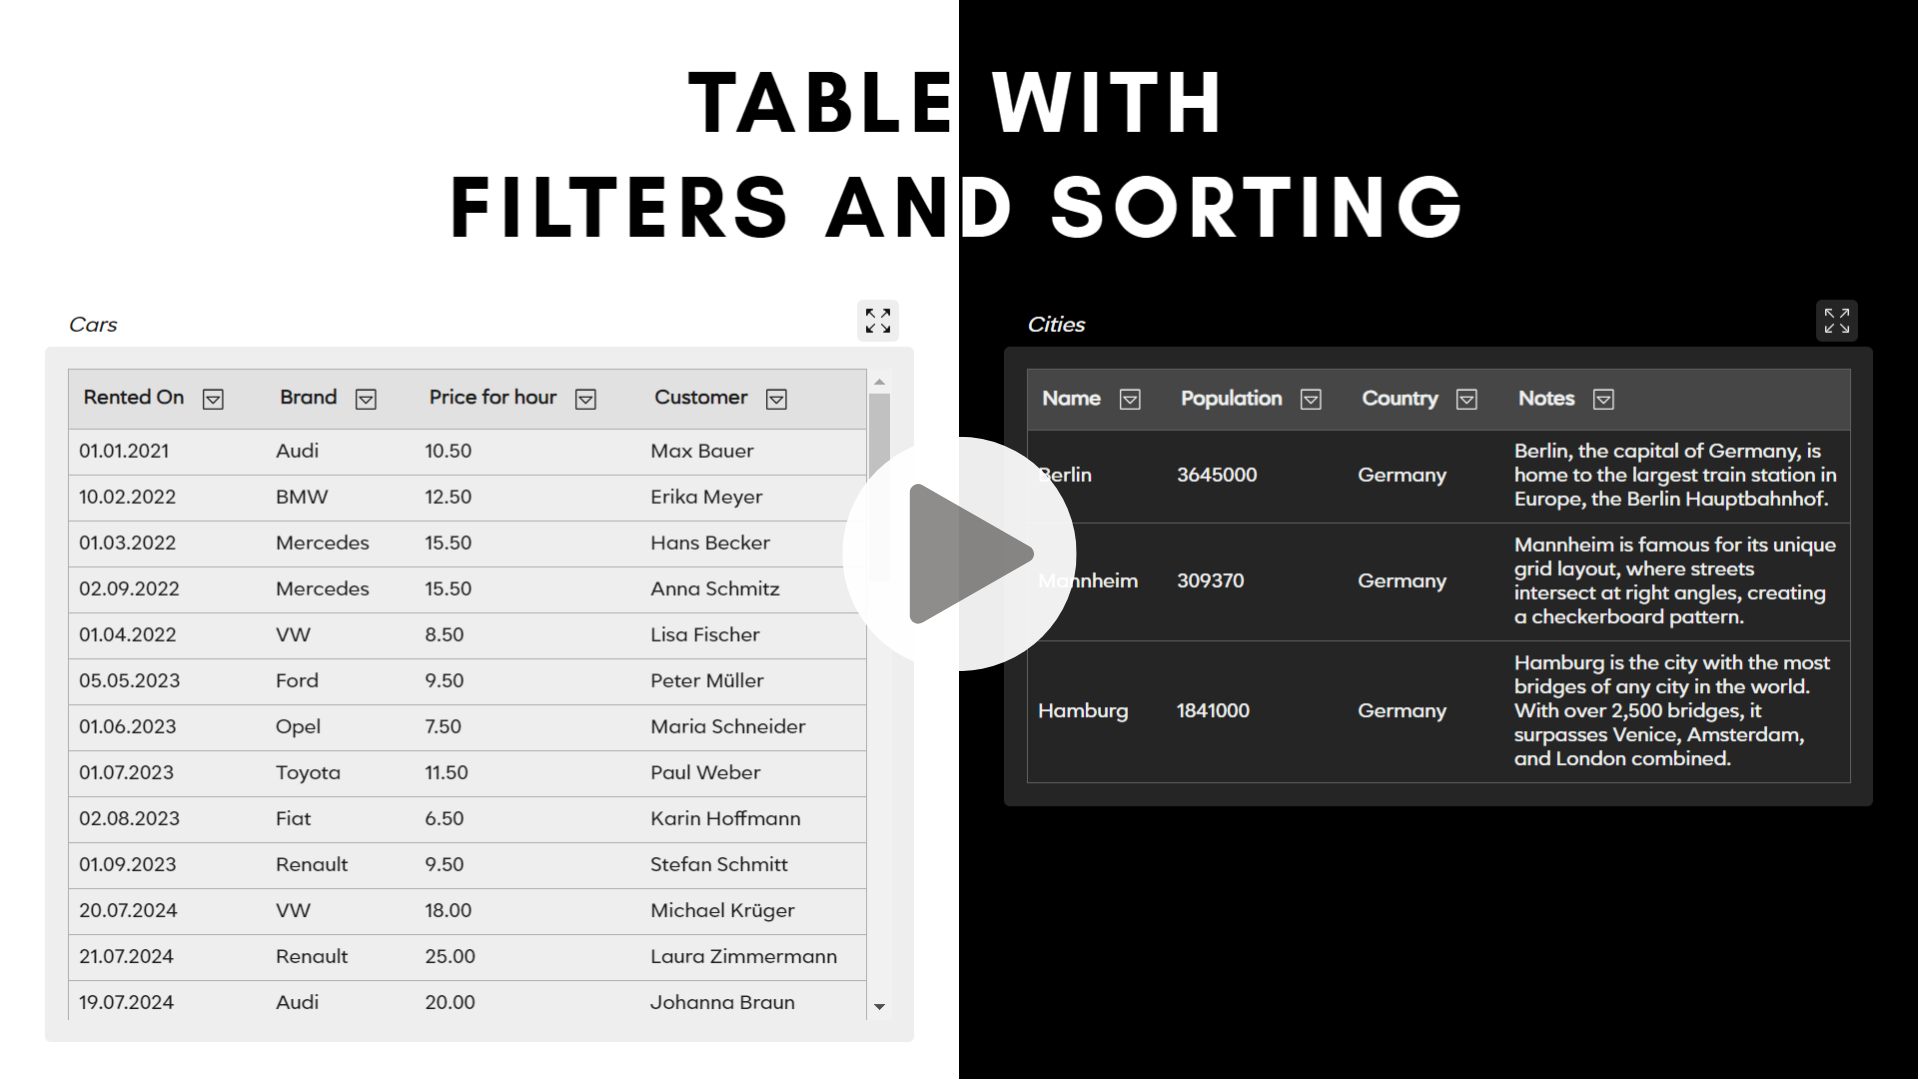 TABLE WITH
FILTERS AND SORTING
Cars
Rented On Brand Price for hour Customer
01.01.2021 Audi 10.50 Max Bauer
10.02.2022 BMW 12.50 Erika Meyer
01.03.2022 Mercedes 15.50 Hans Becker
02.09.2022 Mercedes 15.50 Anna Schmitz
01.04.2022 VW 8.50 Lisa Fischer
05.05.2023 Ford 9.50 Peter Müller
01.06.2023 Opel 7.50 Maria Schneider
01.07.2023 Toyota 11.50 Paul Weber
02.08.2023 Fiat 6.50 Karin Hoffmann
01.09.2023 Renault 9.50 Stefan Schmitt
20.07.2024 VW 18.00 Michael Krüger
21.07.2024 Renault 25.00 Laura Zimmermann
19.07.2024 Audi 20.00 Johanna Braun
Cities
Name Population Country Notes
Berlin 3645000 Germany
Berlin, the capital of Germany, is
home to the largest train station in
Europe, the Berlin Hauptbahnhof.
Mannheim 309370 Germany
Mannheim is famous for its unique
grid layout, where streets
intersect at right angles, creating
a checkerboard pattern.
Hamburg 1841000 Germany
Hamburg is the city with the most
bridges of any city in the world.
With over 2,500 bridges, it
surpasses Venice, Amsterdam,
and London combined.